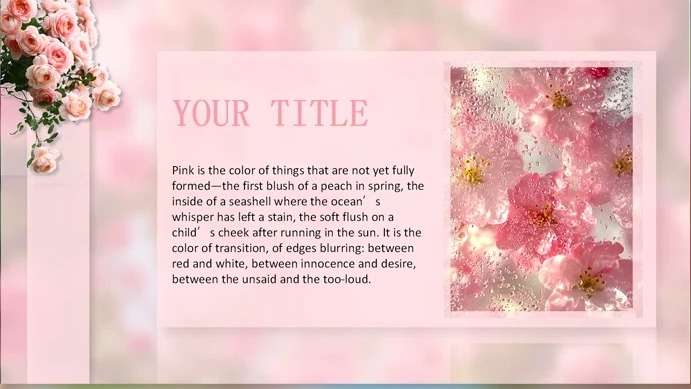 YOUR TITLE
Pink is the color of things that are not yet fully
formed—the first blush of a peach in spring, the
inside of a seashell where the ocean’s
whisper has left a stain, the soft flush on a
child’s cheek after running in the sun. It is the
color of transition, of edges blurring: between
red and white, between innocence and desire,
between the unsaid and the too-loud.